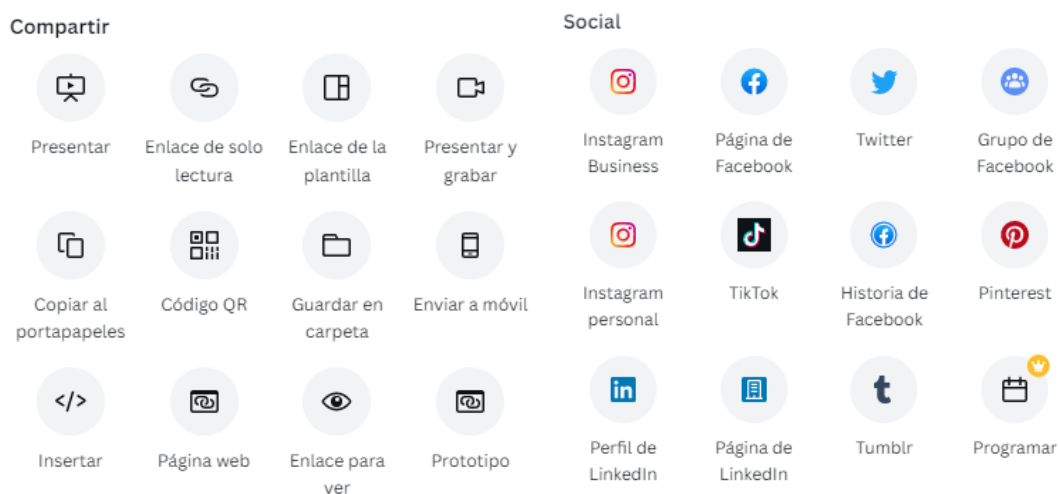 Compartir
Presentar
Enlace de solo
lectura
Enlace de la
plantilla
Presentar y
grabar
Copiar al
portapapeles
Código QR
Guardar en
carpeta
Enviar a móvil
</>
Insertar
Página web
Enlace para
ver
Prototipo
Social
Instagram
Business
Página de
Facebook
Twitter
Grupo de
Facebook
Instagram
personal
TikTok
Historia de
Facebook
Pinterest
in
Perfil de
LinkedIn
Página de
LinkedIn
t
Tumblr
Programar